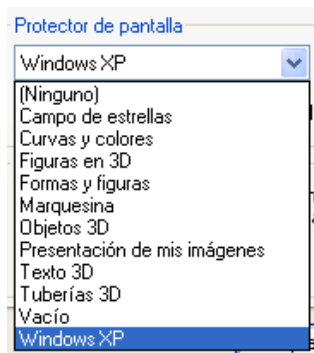 Protector de pantalla
Windows XP
(Ninguno)
Campo de estrellas
Curvas y colores
Figuras en 3D
Formas y figuras
Marquesina
Objetos 3D
Presentación de mis imágenes
Texto 3D
Tuberías 3D
Vacío
Windows XP